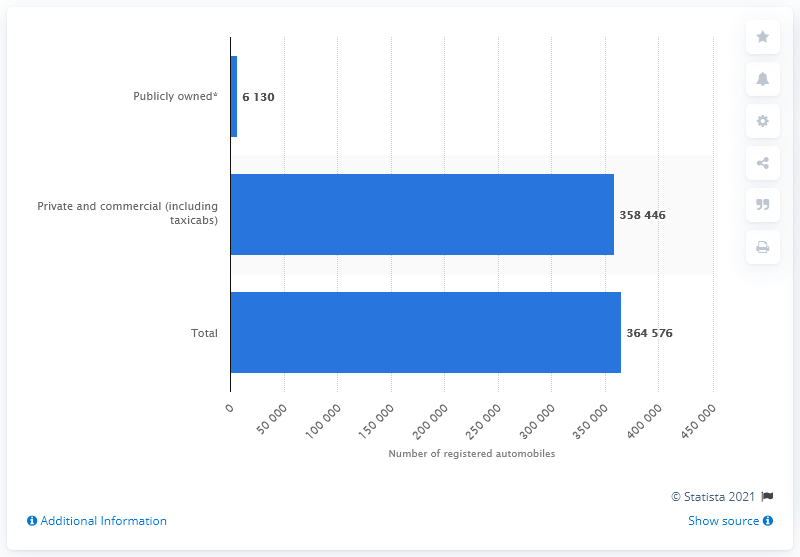 Publicly owned*
6 130
Private and commercial (including
taxicabs)
358 446
Total
364 576
0
50 000
100 000
150 000
200 000
250 000
300 000
350 000
400 000
450 000
Number of registered automobiles
© Statista 2021
Additional Information
Show source